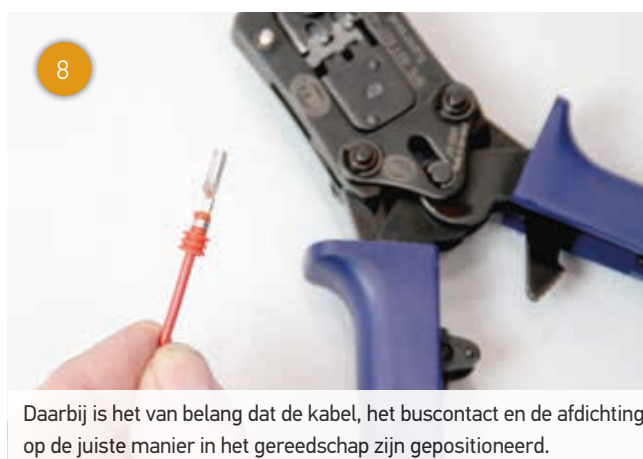 8
Daarbij is het van belang dat de kabel, het buscontact en de afdichting
op de juiste manier in het gereedschap zijn gepositioneerd.